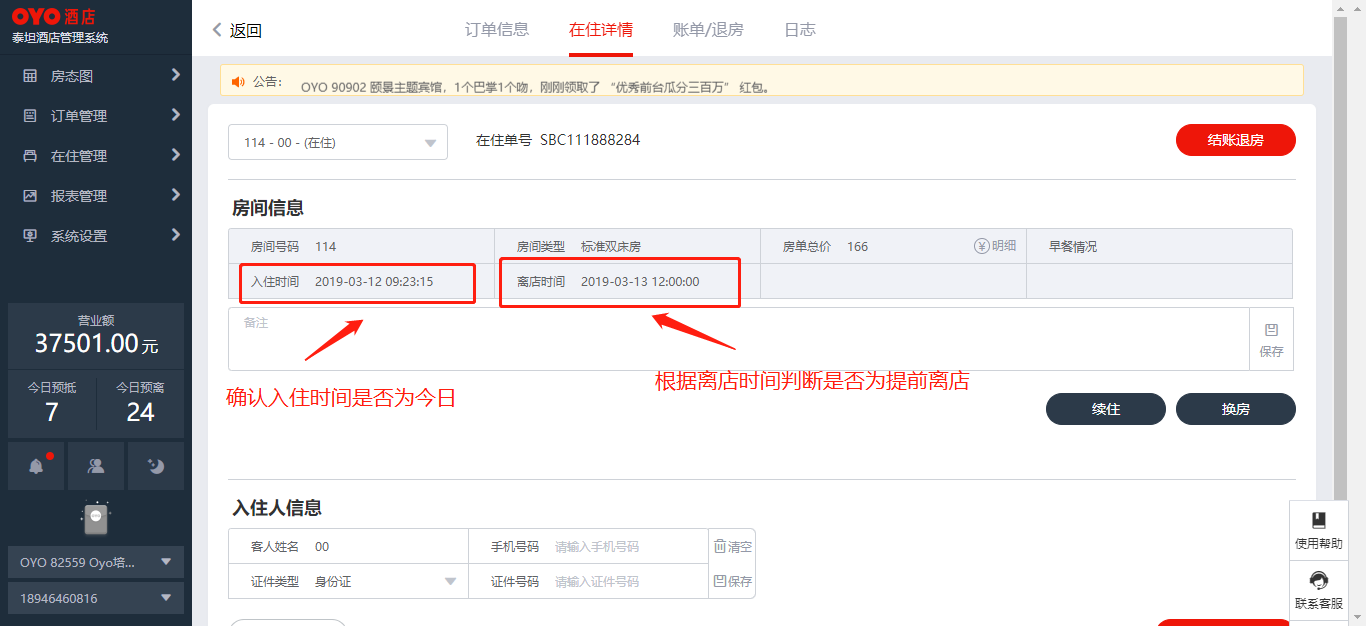 OYO 酒店
泰坦酒店管理系统
房态图
订单管理
在住管理
报表管理
系统设置
营业额
37501.00 元
今日预抵 今日预离
7 24
OYO 82559 Oyo培...
18946460816
返回
订单信息 在住详情 账单/退房 日志
公告： OYO 90902 颐景主题宾馆，1个巴掌1个吻，刚刚领取了 “优秀前台瓜分三百万” 红包。
114 - 00 - (在住) 在住单号 SBC111888284 结账退房
房间信息
房间号码 114 房间类型 标准双床房 房单总价 166 明细 早餐情况
入住时间 2019-03-12 09:23:15 离店时间 2019-03-13 12:00:00
备注
保存
确认入住时间是否为今日
根据离店时间判断是否为提前离店
续住 换房
入住人信息
客人姓名 00 手机号码 请输入手机号码 清空
证件类型 身份证 证件号码 请输入证件号码 保存
使用帮助
联系客服